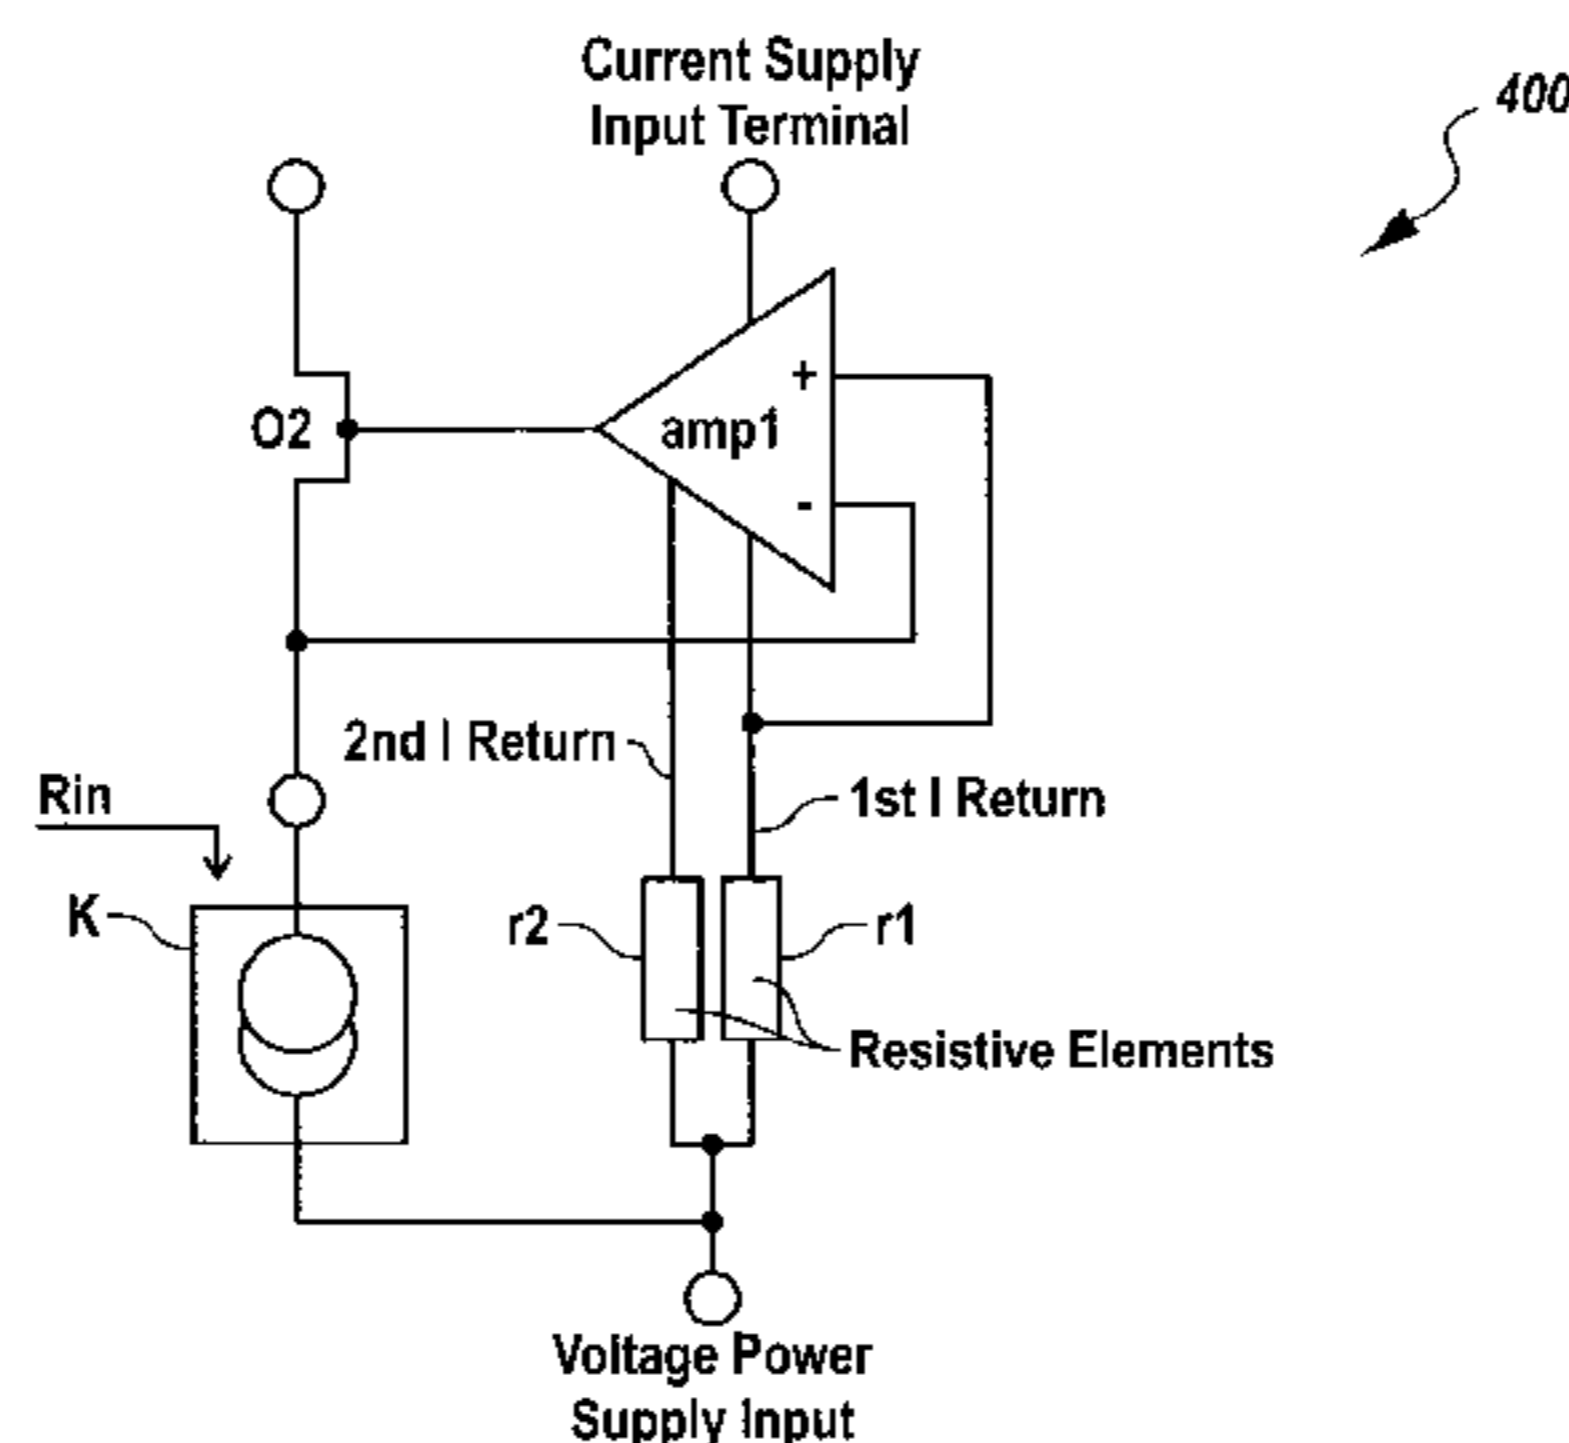 Current Supply
Input Terminal
400
+
O2
amp1
-
2nd I Return
Rin
1st I Return
K
r2
r1
Resistive Elements
Voltage Power
Supply Input